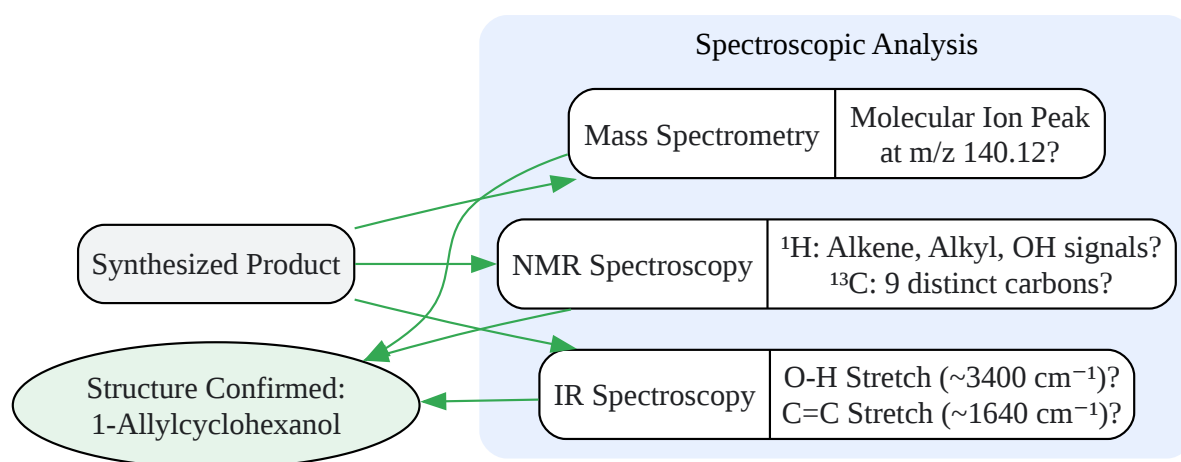 Spectroscopic Analysis
Mass Spectrometry
Molecular Ion Peak
at m/z 140.12?
Synthesized Product
NMR Spectroscopy
¹H: Alkene, Alkyl, OH signals?
¹³C: 9 distinct carbons?
IR Spectroscopy
O-H Stretch (~3400 cm⁻¹)?
C=C Stretch (~1640 cm⁻¹)?
Structure Confirmed:
1-Allylcyclohexanol